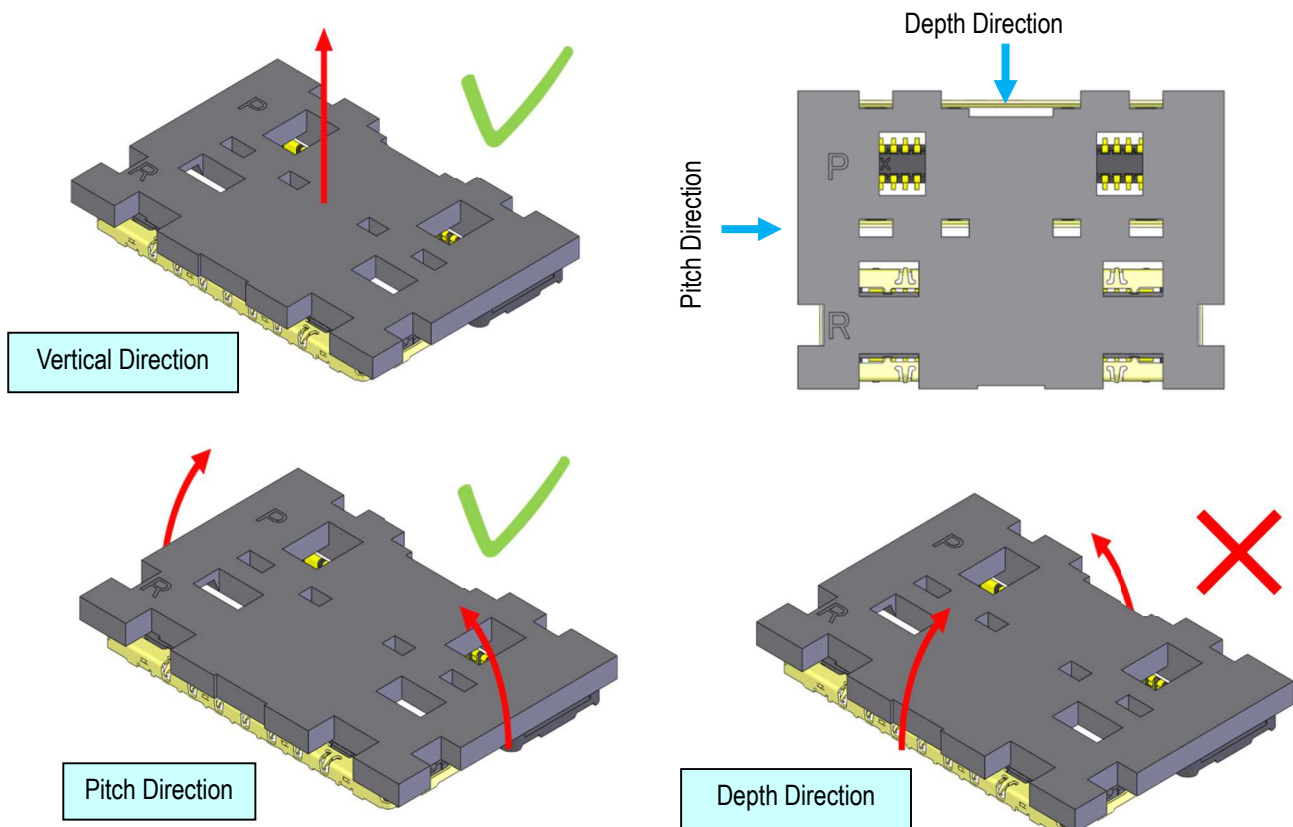 Depth Direction
P
R
Vertical Direction
Pitch Direction
P
X
R
P
R
Pitch Direction
P
R
Depth Direction